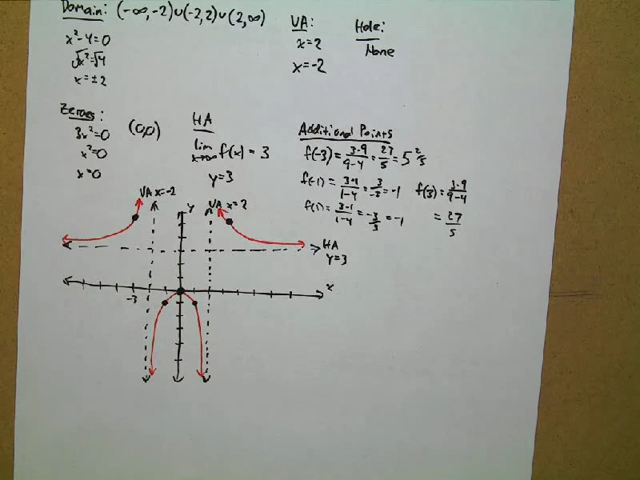 Domain: (-∞,-2)∪(-2,2)∪(2,∞)
x²-4=0
√x²=√4
x=±2
VA:
x=2
x=-2
Hole:
None
Zeroes:
3x²=0
x²=0
x=0
(0,0)
HA
lim f(x)=3
x→∞
y=3
Additional Points
f(-3)=3·9/9-4=27/5=5 2/5
f(-1)=3·1/1-4=3/-3=-1
f(1)=3·1/1-4=-3/3=-1
f(3)=3·9/9-4
=27/5
VA x=-2
y
VA x=2
HA
y=3
-3
x